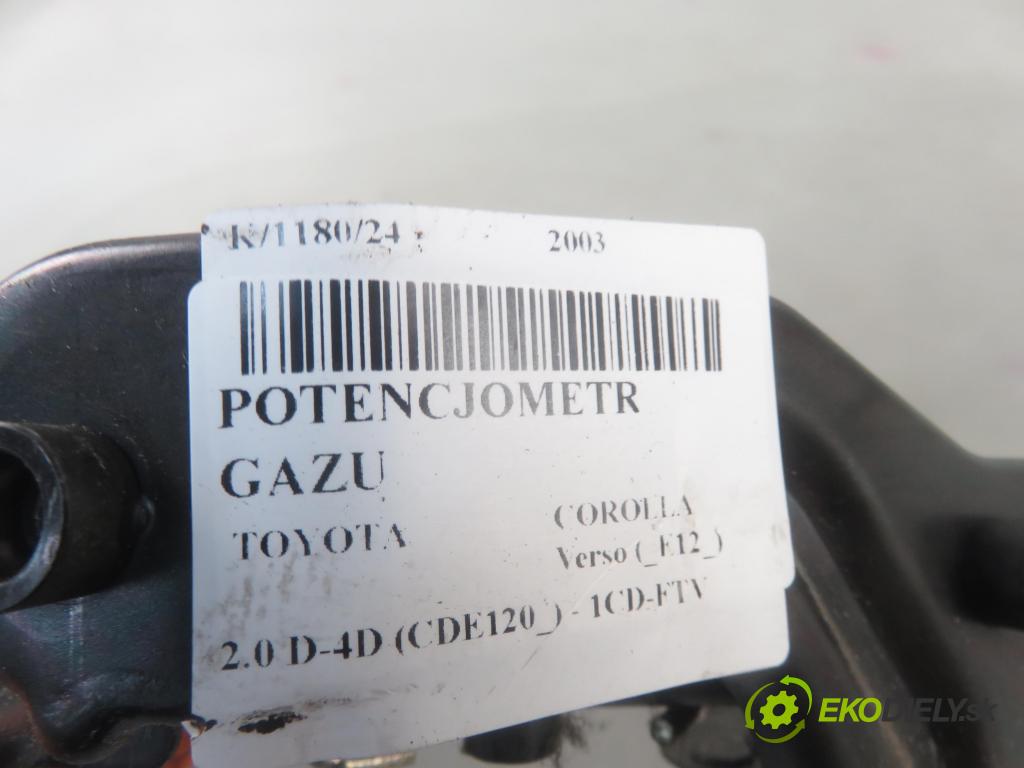 K/1180/24 2003
POTENCJOMETR
GAZU
TOYOTA COROLLA
Verso (_E12_)
2.0 D-4D (CDE120_) - 1CD-FTV
EKODIELY.sk